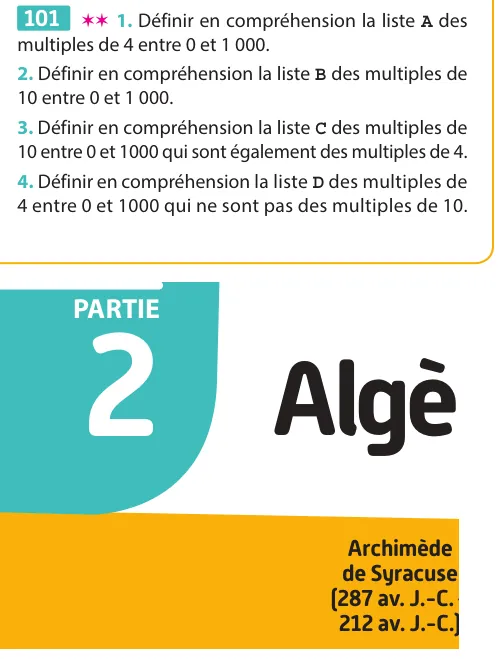 101 ✶✶ 1. Définir en compréhension la liste A des
multiples de 4 entre 0 et 1 000.
2. Définir en compréhension la liste B des multiples de
10 entre 0 et 1 000.
3. Définir en compréhension la liste C des multiples de
10 entre 0 et 1000 qui sont également des multiples de 4.
4. Définir en compréhension la liste D des multiples de
4 entre 0 et 1000 qui ne sont pas des multiples de 10.
PARTIE
2
Algè
Archimède
de Syracuse
(287 av. J.-C. -
212 av. J.-C.)